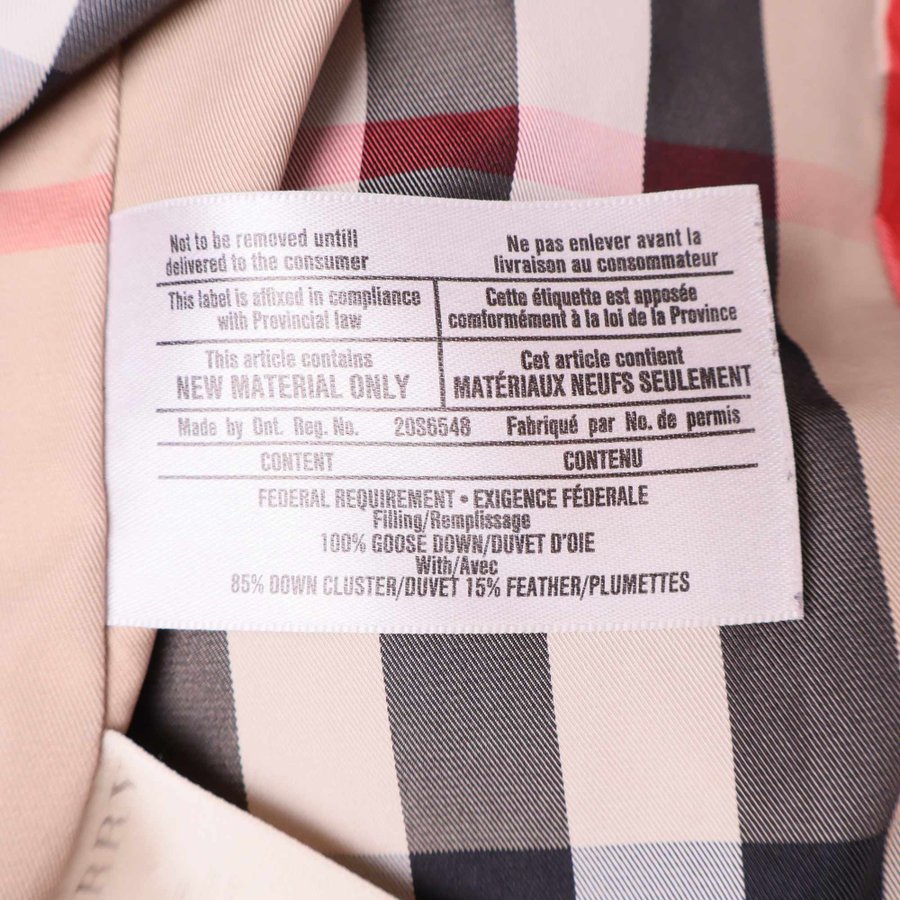 Not to be removed untill
delivered to the consumer
Ne pas enlever avant la
livraison au consommateur
This label is affixed in compliance
with Provincial law
Cette étiquette est apposée
comformément à la loi de la Province
This article contains
NEW MATERIAL ONLY
Cet article contient
MATÉRIAUX NEUFS SEULEMENT
Made by Ont. Reg. No. 20S6548 Fabriqué par No. de permis
CONTENT CONTENU
FEDERAL REQUIREMENT • EXIGENCE FÉDERALE
Filling/Remplissage
100% GOOSE DOWN/DUVET D'OIE
With/Avec
85% DOWN CLUSTER/DUVET 15% FEATHER/PLUMETTES
RRY